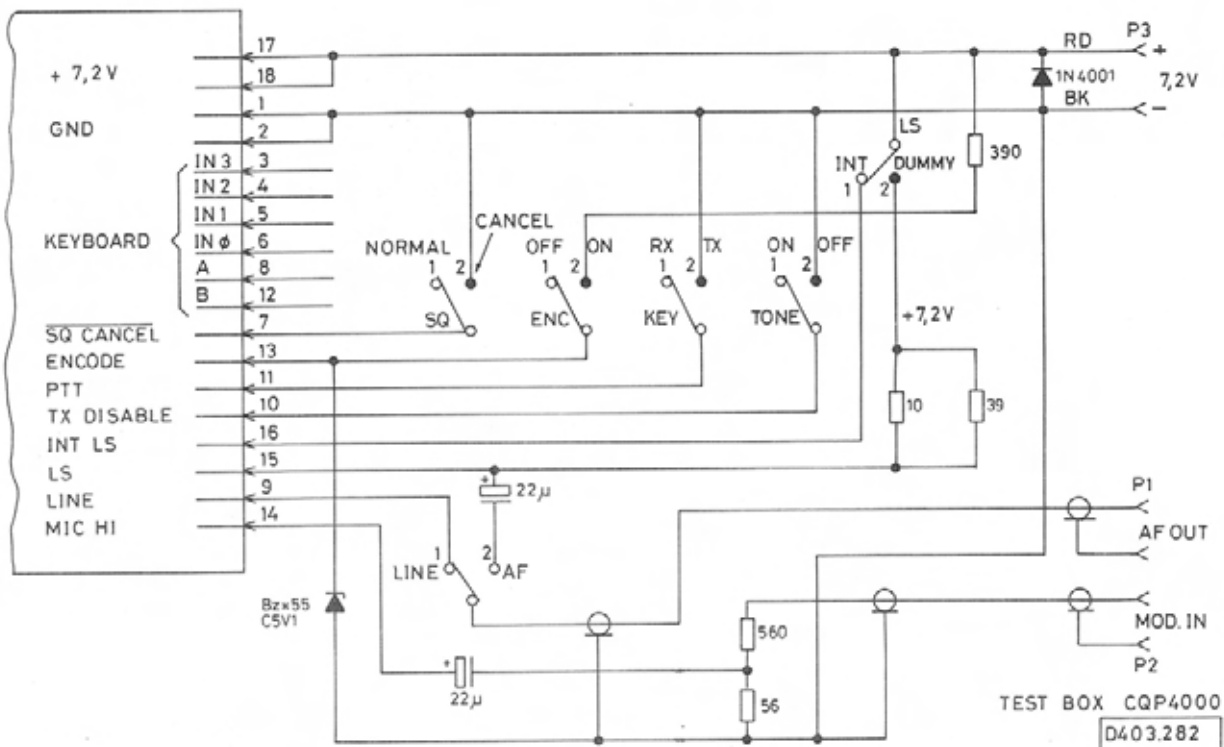 + 7,2V
GND
KEYBOARD
IN 3
IN 2
IN 1
IN ϕ
A
B
SQ CANCEL
ENCODE
PTT
TX DISABLE
INT LS
LS
LINE
MIC HI
17
18
1
2
3
4
5
6
8
12
7
13
11
10
16
15
9
14
NORMAL
1
2
CANCEL
SQ
OFF
ON
1
2
ENC
RX
TX
1
2
KEY
ON
OFF
1
2
TONE
LS
INT
DUMMY
1
2
390
RD
P3
+
1N4001
7,2V
BK
-
+7,2V
10
39
+
22μ
1
2
LINE
AF
P1
AF OUT
Bzx55
C5V1
+
22μ
560
56
MOD. IN
P2
TEST BOX CQP4000
D403.282